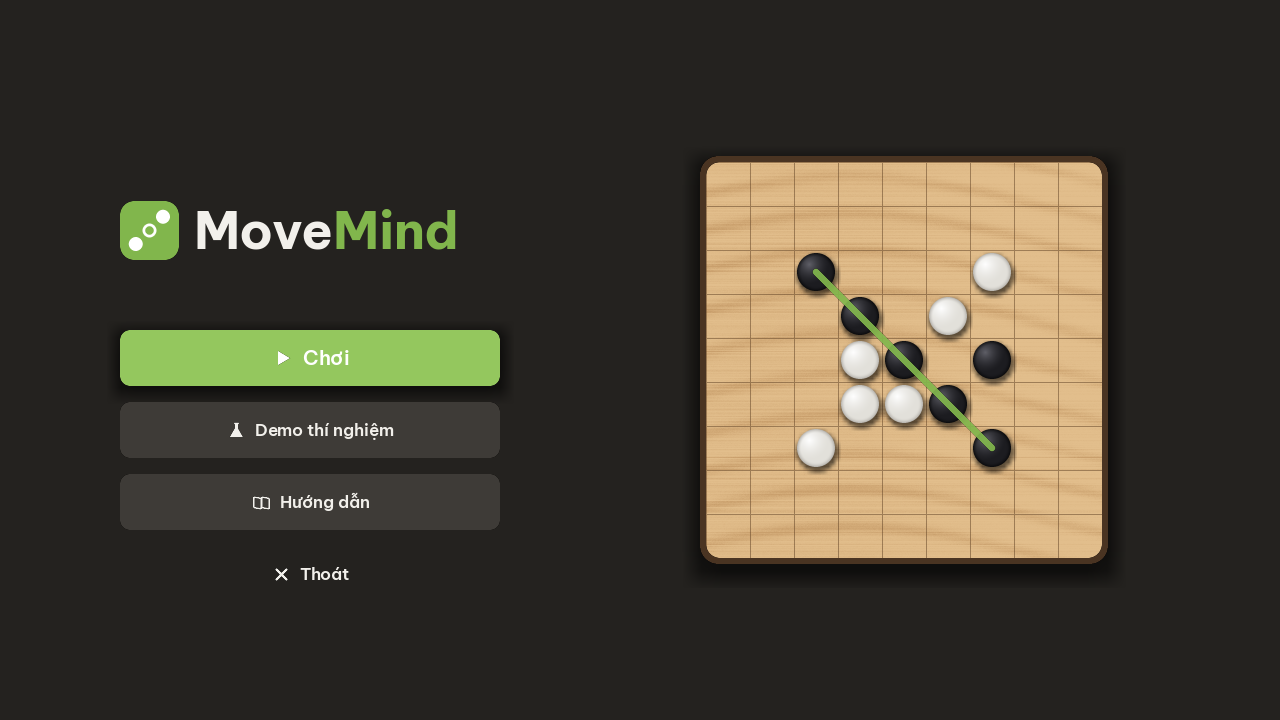 MoveMind
Chơi
Demo thí nghiệm
Hướng dẫn
Thoát